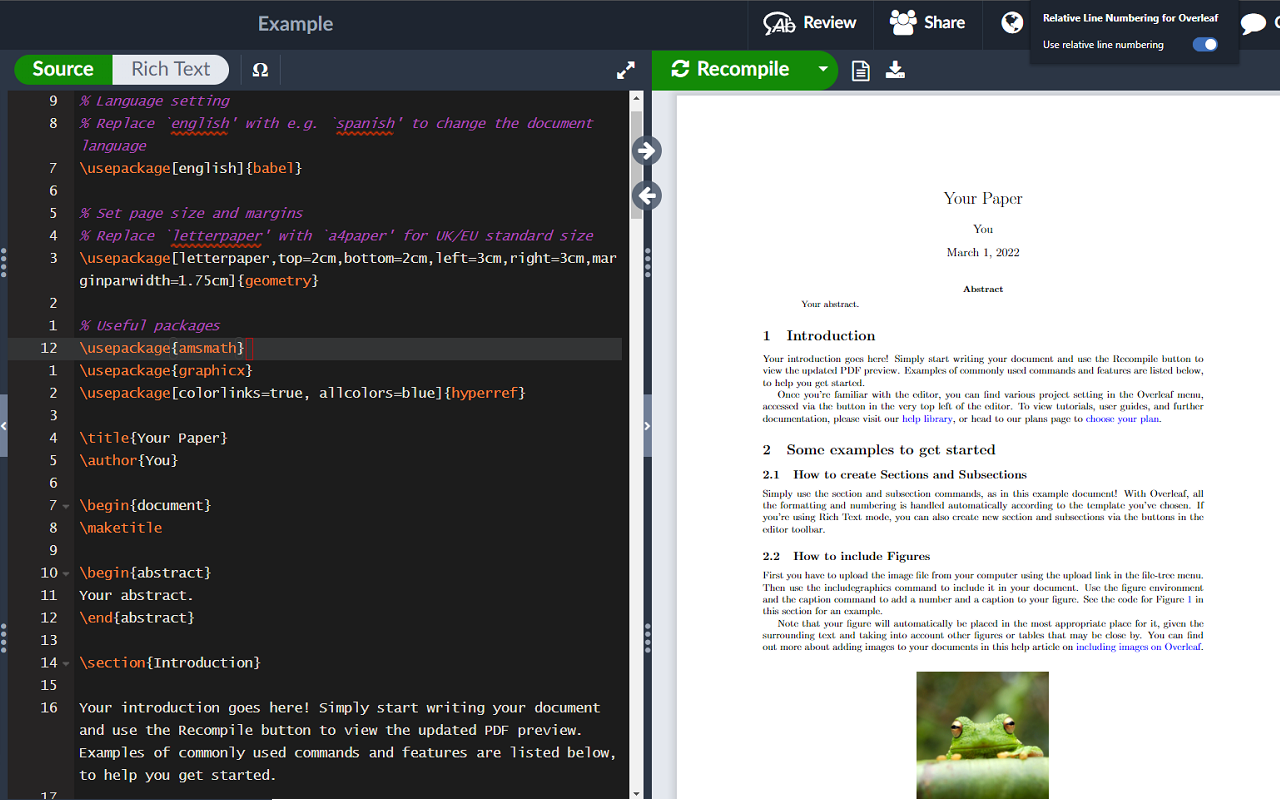 Example
Review
Share
Relative Line Numbering for Overleaf
Use relative line numbering
Source
Rich Text
Ω
Recompile
9 % Language setting
8 % Replace `english' with e.g. `spanish' to change the document
language
7 \usepackage[english]{babel}
6
5 % Set page size and margins
4 % Replace `letterpaper' with `a4paper' for UK/EU standard size
3 \usepackage[letterpaper,top=2cm,bottom=2cm,left=3cm,right=3cm,mar
ginparwidth=1.75cm]{geometry}
2
1 % Useful packages
12 \usepackage{amsmath}
1 \usepackage{graphicx}
2 \usepackage[colorlinks=true, allcolors=blue]{hyperref}
3
4 \title{Your Paper}
5 \author{You}
6
7 \begin{document}
8 \maketitle
9
10 \begin{abstract}
11 Your abstract.
12 \end{abstract}
13
14 \section{Introduction}
15
16 Your introduction goes here! Simply start writing your document
and use the Recompile button to view the updated PDF preview.
Examples of commonly used commands and features are listed below,
to help you get started.
17
Your Paper
You
March 1, 2022
Abstract
Your abstract.
1 Introduction
Your introduction goes here! Simply start writing your document and use the Recompile button to
view the updated PDF preview. Examples of commonly used commands and features are listed below,
to help you get started.
Once you're familiar with the editor, you can find various project setting in the Overleaf menu,
accessed via the button in the very top left of the editor. To view tutorials, user guides, and further
documentation, please visit our help library, or head to our plans page to choose your plan.
2 Some examples to get started
2.1 How to create Sections and Subsections
Simply use the section and subsection commands, as in this example document! With Overleaf, all
the formatting and numbering is handled automatically according to the template you've chosen. If
you're using Rich Text mode, you can also create new section and subsections via the buttons in the
editor toolbar.
2.2 How to include Figures
First you have to upload the image file from your computer using the upload link in the file-tree menu.
Then use the includegraphics command to include it in your document. Use the figure environment
and the caption command to add a number and a caption to your figure. See the code for Figure 1 in
this section for an example.
Note that your figure will automatically be placed in the most appropriate place for it, given the
surrounding text and taking into account other figures or tables that may be close by. You can find
out more about adding images to your documents in this help article on including images on Overleaf.